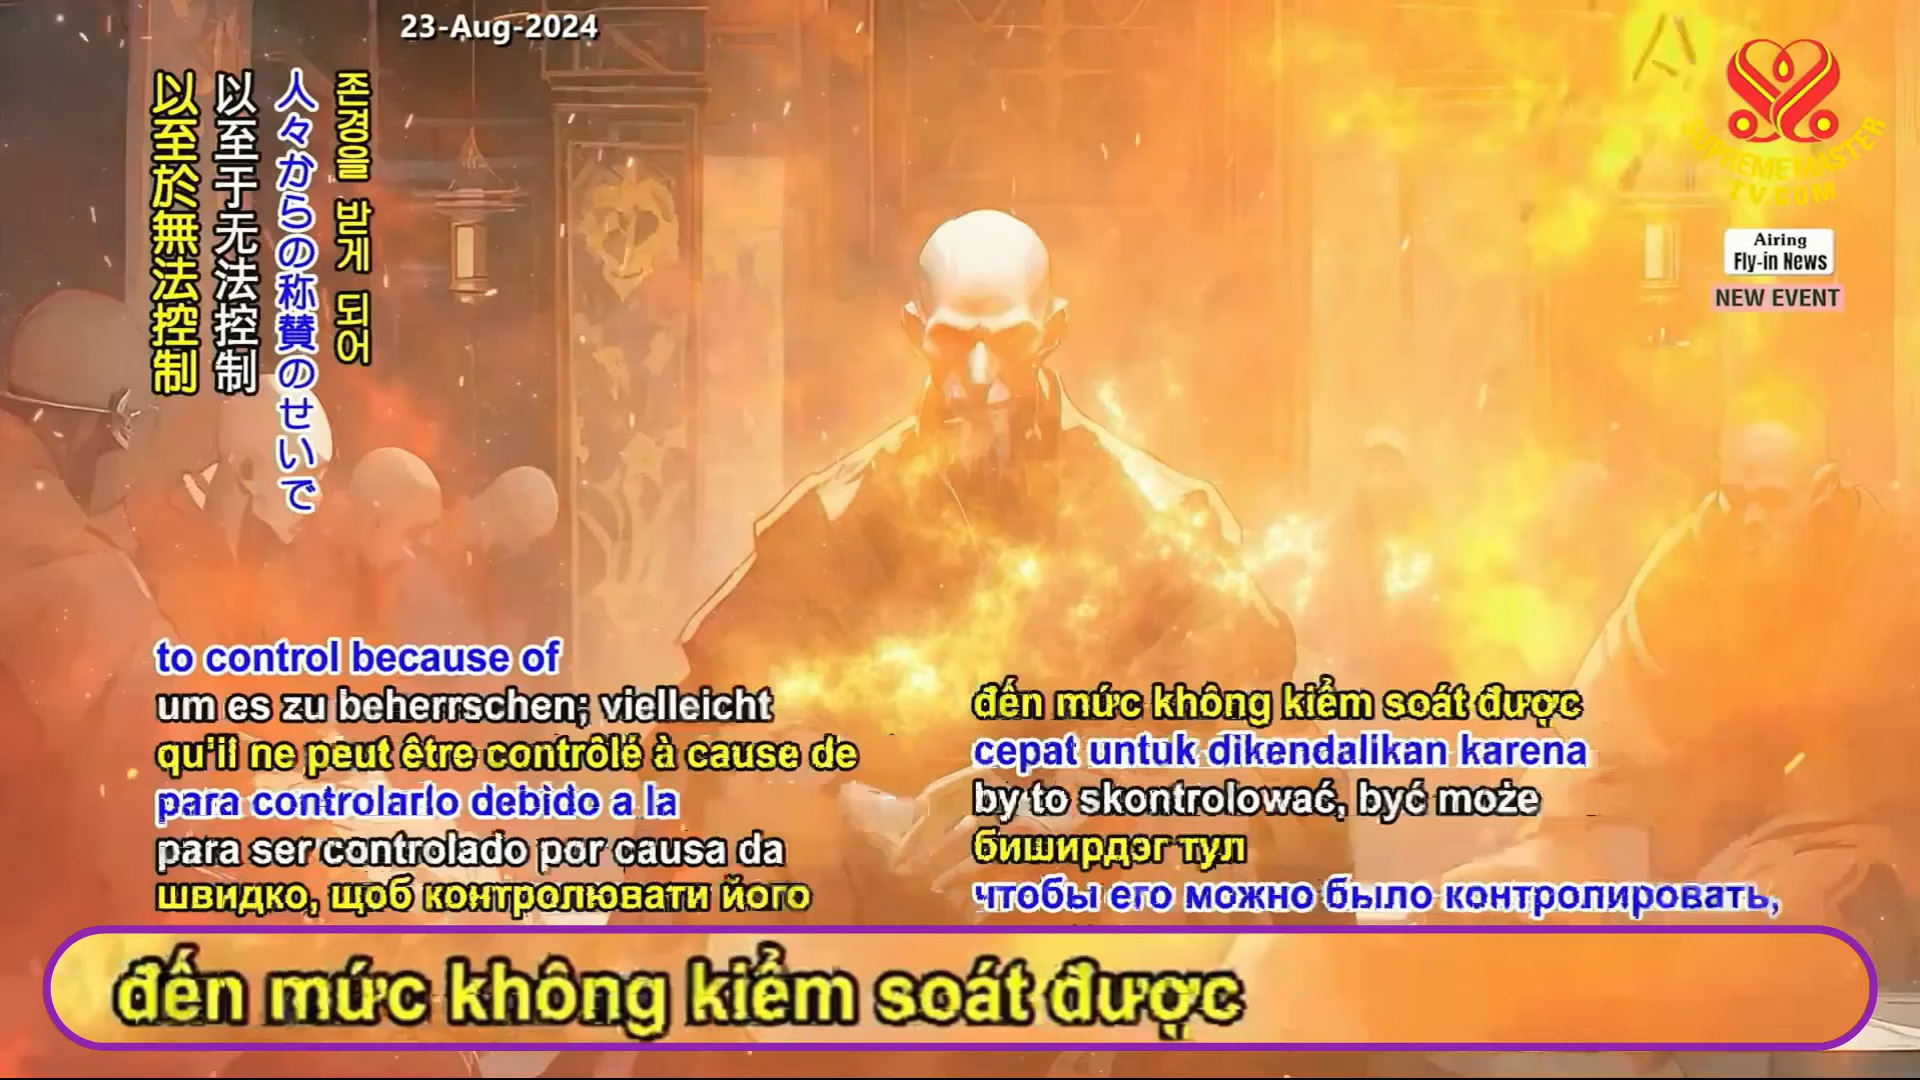 23-Aug-2024
존경을 받게 되어
人々からの称賛のせいで
以至于无法控制
以至於無法控制
SUPREMEMASTER
TV.COM
Airing
Fly-in News
NEW EVENT
to control because of
um es zu beherrschen; vielleicht
qu'il ne peut être contrôlé à cause de
para controlarlo debido a la
para ser controlado por causa da
швидко, щоб контролювати його
đến mức không kiểm soát được
cepat untuk dikendalikan karena
by to skontrolować, być może
биширдэг тул
чтобы его можно было контролировать,
đến mức không kiểm soát được